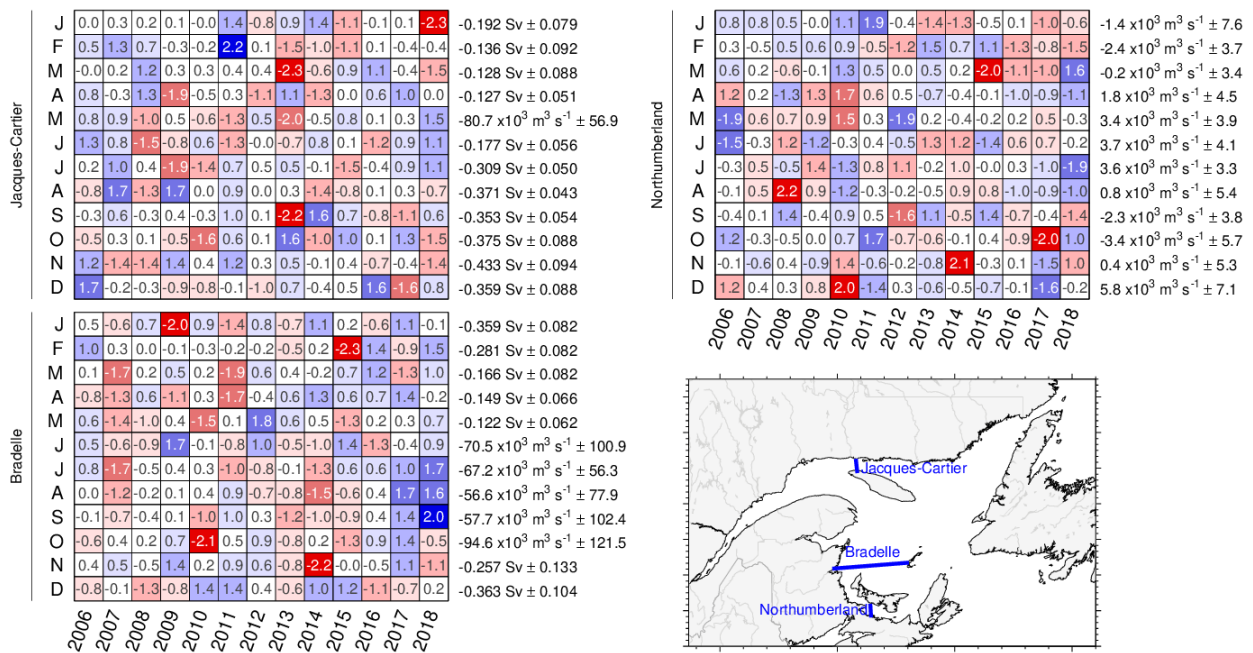 Jacques-Cartier
J 0.0 0.3 0.2 0.1 -0.0 1.4 -0.8 0.9 1.4 -1.1 -0.1 0.1 -2.3 -0.192 Sv ± 0.079
F 0.5 1.3 0.7 -0.3 -0.2 2.2 0.1 -1.5 -1.0 -1.1 0.1 -0.4 -0.4 -0.136 Sv ± 0.092
M -0.0 0.2 1.2 0.3 0.3 0.4 0.4 -2.3 -0.6 0.9 1.1 -0.4 -1.5 -0.128 Sv ± 0.088
A 0.8 -0.3 1.3 -1.9 -0.5 0.3 -1.1 1.1 -1.3 0.0 0.6 1.0 0.0 -0.127 Sv ± 0.051
M 0.8 0.9 -1.0 0.5 -0.6 -1.3 0.5 -2.0 -0.5 0.1 0.3 0.1 1.5 -80.7 x10³ m³ s⁻¹ ± 56.9
J 1.3 0.8 -1.5 -0.8 0.6 -1.3 -0.0 -0.7 0.8 0.1 -1.2 0.9 1.1 -0.177 Sv ± 0.056
J 0.2 1.0 0.4 -1.9 -1.4 0.7 0.5 0.5 -0.1 -1.5 -0.4 0.9 1.1 -0.309 Sv ± 0.050
A -0.8 1.7 -1.3 1.7 0.0 0.9 0.0 0.3 -1.4 -0.8 0.1 -0.3 -0.7 -0.371 Sv ± 0.043
S -0.3 0.6 -0.3 0.4 -0.3 1.0 0.1 -2.2 1.6 0.7 -0.8 -1.1 0.6 -0.353 Sv ± 0.054
O -0.5 0.3 0.1 -0.5 -1.6 0.6 0.1 1.6 -1.0 1.0 0.1 1.3 -1.5 -0.375 Sv ± 0.088
N 1.2 -1.4 -1.4 1.4 0.4 1.2 0.3 0.5 -0.1 0.4 -0.7 -0.4 -1.4 -0.433 Sv ± 0.094
D 1.7 -0.2 -0.3 -0.9 -0.8 0.1 -1.0 0.7 -0.4 -0.3 1.6 -1.6 0.8 -0.359 Sv ± 0.088
Bradelle
J 0.5 -0.6 0.7 -2.0 0.9 -1.4 0.8 -0.7 1.1 0.2 -0.6 1.1 -0.1 -0.359 Sv ± 0.082
F 1.0 0.3 0.0 -0.1 -0.3 -0.2 -0.2 -0.5 0.2 -2.3 1.4 -0.9 1.5 -0.281 Sv ± 0.082
M 0.1 -1.7 0.2 0.5 0.2 -1.9 0.6 0.4 -0.2 0.7 1.2 -1.3 1.0 -0.166 Sv ± 0.082
A -0.8 -1.3 0.6 -1.1 0.3 -1.7 -0.4 0.6 1.3 0.6 0.7 1.4 -0.2 -0.149 Sv ± 0.066
M 0.6 -1.4 -1.0 0.4 -1.5 0.1 1.8 0.6 0.2 -1.3 0.2 -0.3 0.7 -0.122 Sv ± 0.062
J 0.5 -0.6 -0.9 1.7 -0.1 -0.8 1.0 -0.5 -1.0 1.4 -1.3 -0.4 0.9 -70.5 x10³ m³ s⁻¹ ± 100.9
J 0.8 -1.7 -0.5 0.4 0.3 -1.0 -0.8 -0.1 -1.3 0.6 0.6 1.0 1.7 -67.2 x10³ m³ s⁻¹ ± 56.3
A 0.0 -1.2 -0.2 0.1 0.4 0.9 -0.7 -0.8 -1.5 -0.6 0.4 1.7 1.6 -56.6 x10³ m³ s⁻¹ ± 77.9
S -0.1 -0.7 -0.4 0.1 -1.0 1.0 0.3 -1.2 -1.0 -0.9 0.4 1.4 2.0 -57.7 x10³ m³ s⁻¹ ± 102.4
O -0.6 0.4 0.2 0.7 -2.1 0.5 0.9 -0.8 0.2 -1.3 0.9 1.4 -0.5 -94.6 x10³ m³ s⁻¹ ± 121.5
N 0.4 0.5 -0.5 1.4 0.2 0.9 0.6 0.4 -2.2 -0.0 -0.5 1.1 -1.1 -0.257 Sv ± 0.133
D -0.8 -0.1 -1.3 -0.8 1.4 1.4 0.4 -0.6 1.0 1.2 -1.1 -0.7 0.2 -0.363 Sv ± 0.104
2006 2007 2008 2009 2010 2011 2012 2013 2014 2015 2016 2017 2018
Northumberland
J 0.8 0.8 -0.5 0.0 1.1 1.9 -0.4 -1.4 -1.3 -0.5 0.1 -1.0 -0.6 -1.4 x10³ m³ s⁻¹ ± 7.6
F 0.3 -0.5 0.5 0.6 0.9 -0.5 -1.2 1.5 0.7 1.1 -1.3 -0.8 -1.5 -2.4 x10³ m³ s⁻¹ ± 3.7
M 0.6 0.2 -0.6 -0.1 1.3 0.5 0.0 0.5 0.2 -2.0 -1.1 -1.0 1.6 -0.2 x10³ m³ s⁻¹ ± 3.4
A 1.2 0.2 -1.3 1.3 1.7 0.6 0.5 -0.7 -0.4 -0.1 -1.0 -0.9 -1.1 1.8 x10³ m³ s⁻¹ ± 4.5
M -1.9 0.6 0.7 0.9 1.5 0.3 -1.9 -0.2 -0.1 -0.2 -0.2 0.5 -0.3 3.4 x10³ m³ s⁻¹ ± 3.9
J -1.5 -0.3 1.2 -1.2 -0.3 -0.4 -0.3 1.3 1.2 -1.4 0.6 0.7 -0.2 3.7 x10³ m³ s⁻¹ ± 4.1
J -0.3 0.5 -0.5 1.4 -1.3 0.8 1.1 -0.2 1.0 0.0 -0.3 -1.0 -1.9 3.6 x10³ m³ s⁻¹ ± 3.3
A -0.1 0.5 2.2 0.9 -1.2 -0.3 -0.2 -0.5 0.9 0.8 -1.0 -0.9 -1.0 0.8 x10³ m³ s⁻¹ ± 5.4
S -0.4 0.1 1.4 -0.4 0.9 0.5 -1.6 1.1 -0.5 1.4 -0.7 -0.4 -1.4 -2.3 x10³ m³ s⁻¹ ± 3.8
O 1.2 -0.3 -0.5 0.0 0.7 1.7 -0.7 -0.6 -0.1 0.4 -0.9 -2.0 1.0 -3.4 x10³ m³ s⁻¹ ± 5.7
N -0.1 -0.6 0.4 -0.9 1.4 -0.6 -0.2 -0.8 2.1 -0.3 0.1 -1.5 1.0 0.4 x10³ m³ s⁻¹ ± 5.3
D 1.2 -0.4 0.3 0.8 2.0 -1.4 0.3 -0.6 -0.5 -0.7 -0.3 -1.6 -0.2 5.8 x10³ m³ s⁻¹ ± 7.1
2006 2007 2008 2009 2010 2011 2012 2013 2014 2015 2016 2017 2018
Jacques-Cartier
Bradelle
Northumberland